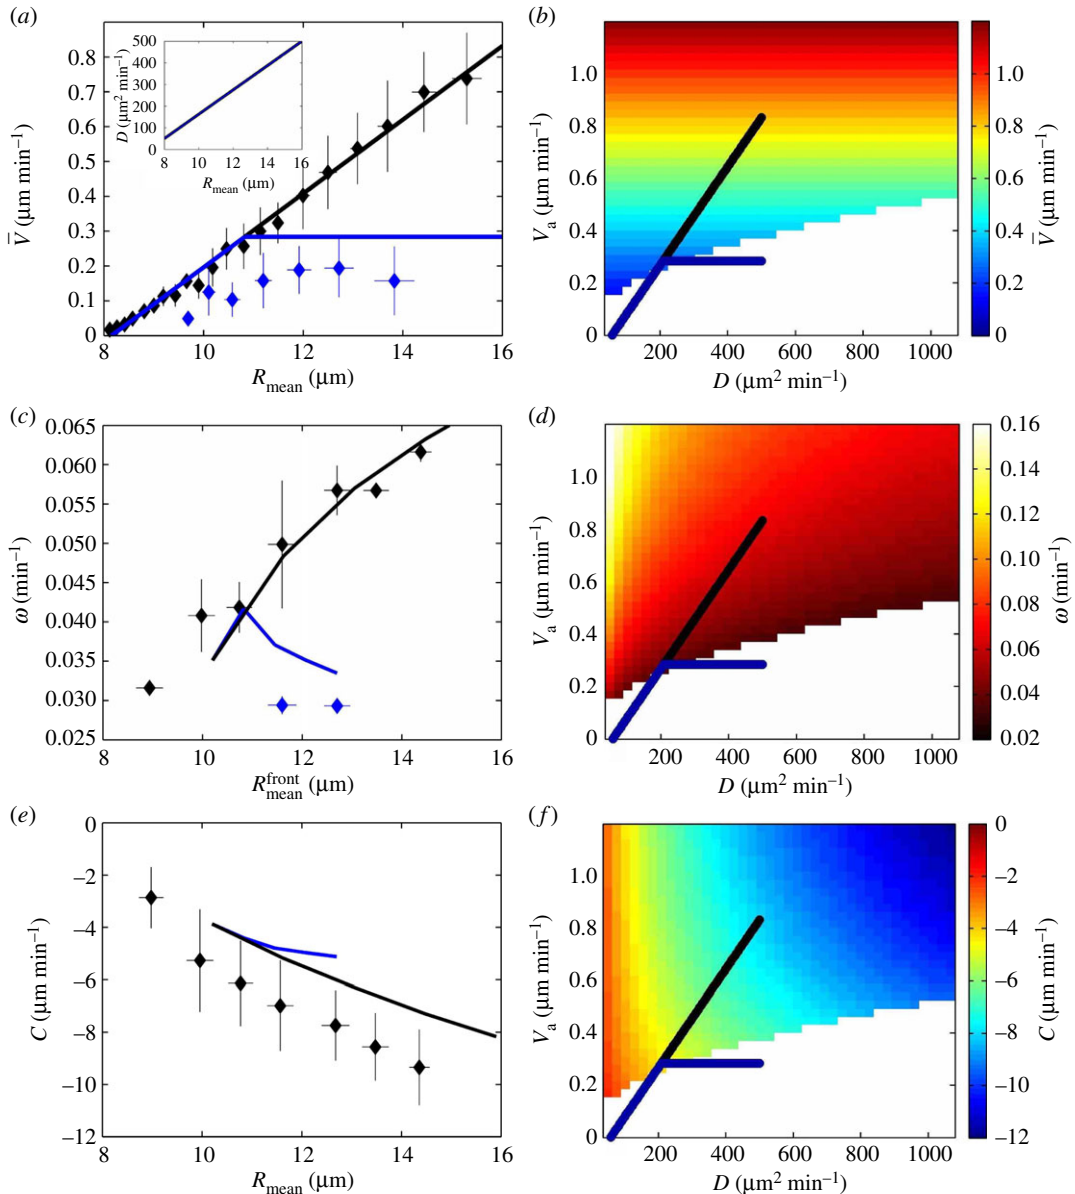 (a)
0.8
0.7
0.6
0.5
0.4
0.3
0.2
0.1
0
V̅ (µm min⁻¹)
8 10 12 14 16
R_mean (µm)
500
400
300
200
100
0
D (µm² min⁻¹)
8 10 12 14 16
R_mean (µm)
(b)
1.0
0.8
0.6
0.4
0.2
0
V_a (µm min⁻¹)
200 400 600 800 1000
D (µm² min⁻¹)
1.0
0.8
0.6
0.4
0.2
0
V̅ (µm min⁻¹)
(c)
0.065
0.060
0.055
0.050
0.045
0.040
0.035
0.030
0.025
ω (min⁻¹)
8 10 12 14 16
R_mean^front (µm)
(d)
1.0
0.8
0.6
0.4
0.2
0
V_a (µm min⁻¹)
200 400 600 800 1000
D (µm² min⁻¹)
0.16
0.14
0.12
0.10
0.08
0.06
0.04
0.02
ω (min⁻¹)
(e)
0
–2
–4
–6
–8
–10
–12
C (µm min⁻¹)
8 10 12 14 16
R_mean (µm)
(f)
1.0
0.8
0.6
0.4
0.2
0
V_a (µm min⁻¹)
200 400 600 800 1000
D (µm² min⁻¹)
0
–2
–4
–6
–8
–10
–12
C (µm min⁻¹)